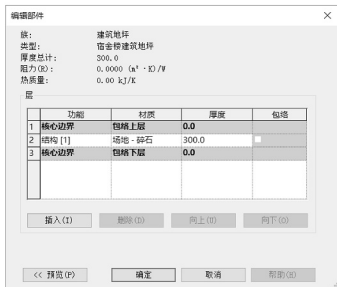 编辑部件
族: 建筑地坪
类型: 宿舍楼建筑地坪
厚度总计: 300.0
阻力(R): 0.0000 (m²·K)/W
热质量: 0.00 kJ/K
层
功能 材质 厚度 包络
1 核心边界 包络上层 0.0
2 结构 [1] 场地 - 碎石 300.0
3 核心边界 包络下层 0.0
插入(I) 删除(D) 向上(U) 向下(O)
<< 预览(P) 确定 取消 帮助(H)